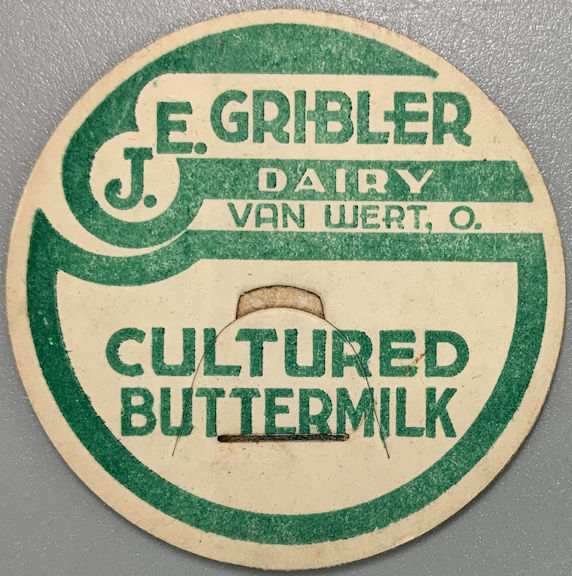 J. E. GRIBLER
DAIRY
VAN WERT, O.
CULTURED
BUTTERMILK